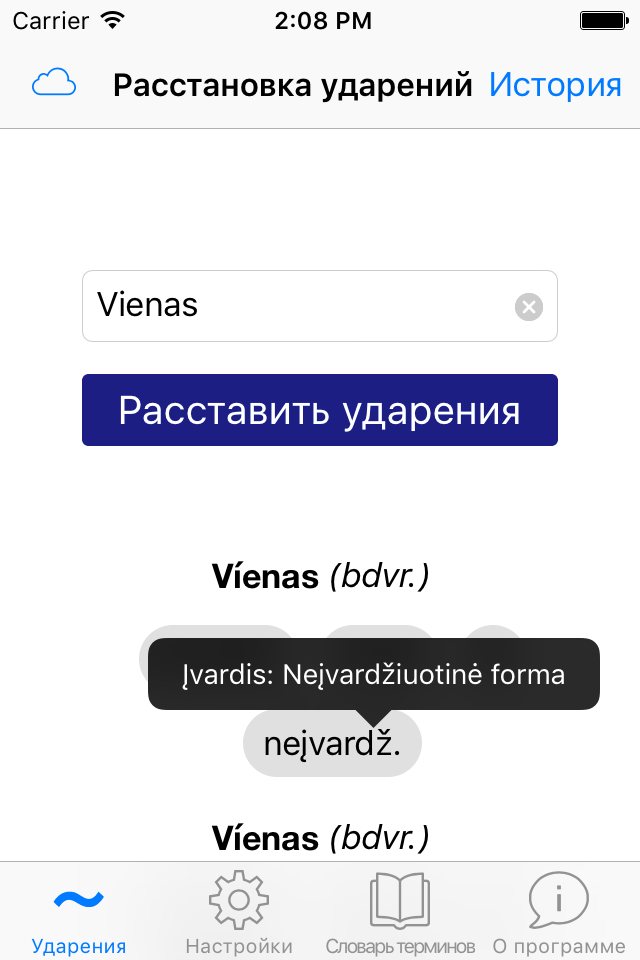 Carrier 2:08 PM
Расстановка ударений История
Vienas
Расставить ударения
Víenas (bdvr.)
Įvardis: Neįvardžiuotinė forma
neįvardž.
Víenas (bdvr.)
Ударения Настройки Словарь терминов О программе